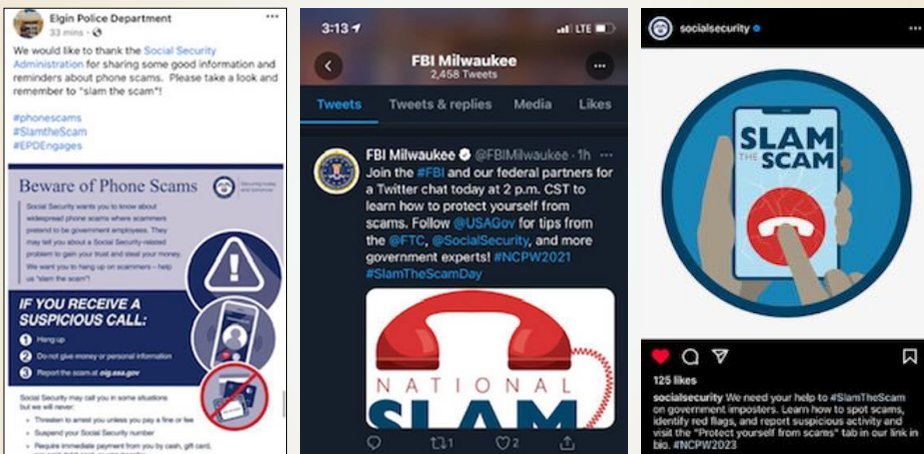 Elgin Police Department
33 mins
We would like to thank the Social Security
Administration for sharing some good information and
reminders about phone scams. Please take a look and
remember to "slam the scam"!
#phonescams
#SlamtheScam
#EPDEngages
Beware of Phone Scams
Security today
and tomorrow
Social Security wants you to know about
widespread phone scams where scammers
pretend to be government employees. They
may tell you about a Social Security-related
problem to gain your trust and steal your money.
We want you to hang up on scammers – help
us "slam the scam"!
IF YOU RECEIVE A
SUSPICIOUS CALL:
1 Hang up
2 Do not give money or personal information
3 Report the scam at oig.ssa.gov
Social Security may call you in some situations
but we will never:
• Threaten to arrest you unless you pay a fine or fee
• Suspend your Social Security number
• Require immediate payment from you by cash, gift card,
3:13
LTE
FBI Milwaukee
2,458 Tweets
Tweets
Tweets & replies
Media
Likes
FBI Milwaukee @FBIMilwaukee · 1h
Join the #FBI and our federal partners for
a Twitter chat today at 2 p.m. CST to
learn how to protect yourself from
scams. Follow @USAGov for tips from
the @FTC, @SocialSecurity, and more
government experts! #NCPW2021
#SlamTheScamDay
NATIONAL
SLAM
1
2
socialsecurity
SLAM
THE SCAM
125 likes
socialsecurity We need your help to #SlamTheScam
on government imposters. Learn how to spot scams,
identify red flags, and report suspicious activity and
visit the "Protect yourself from scams" tab in our link in
bio. #NCPW2023